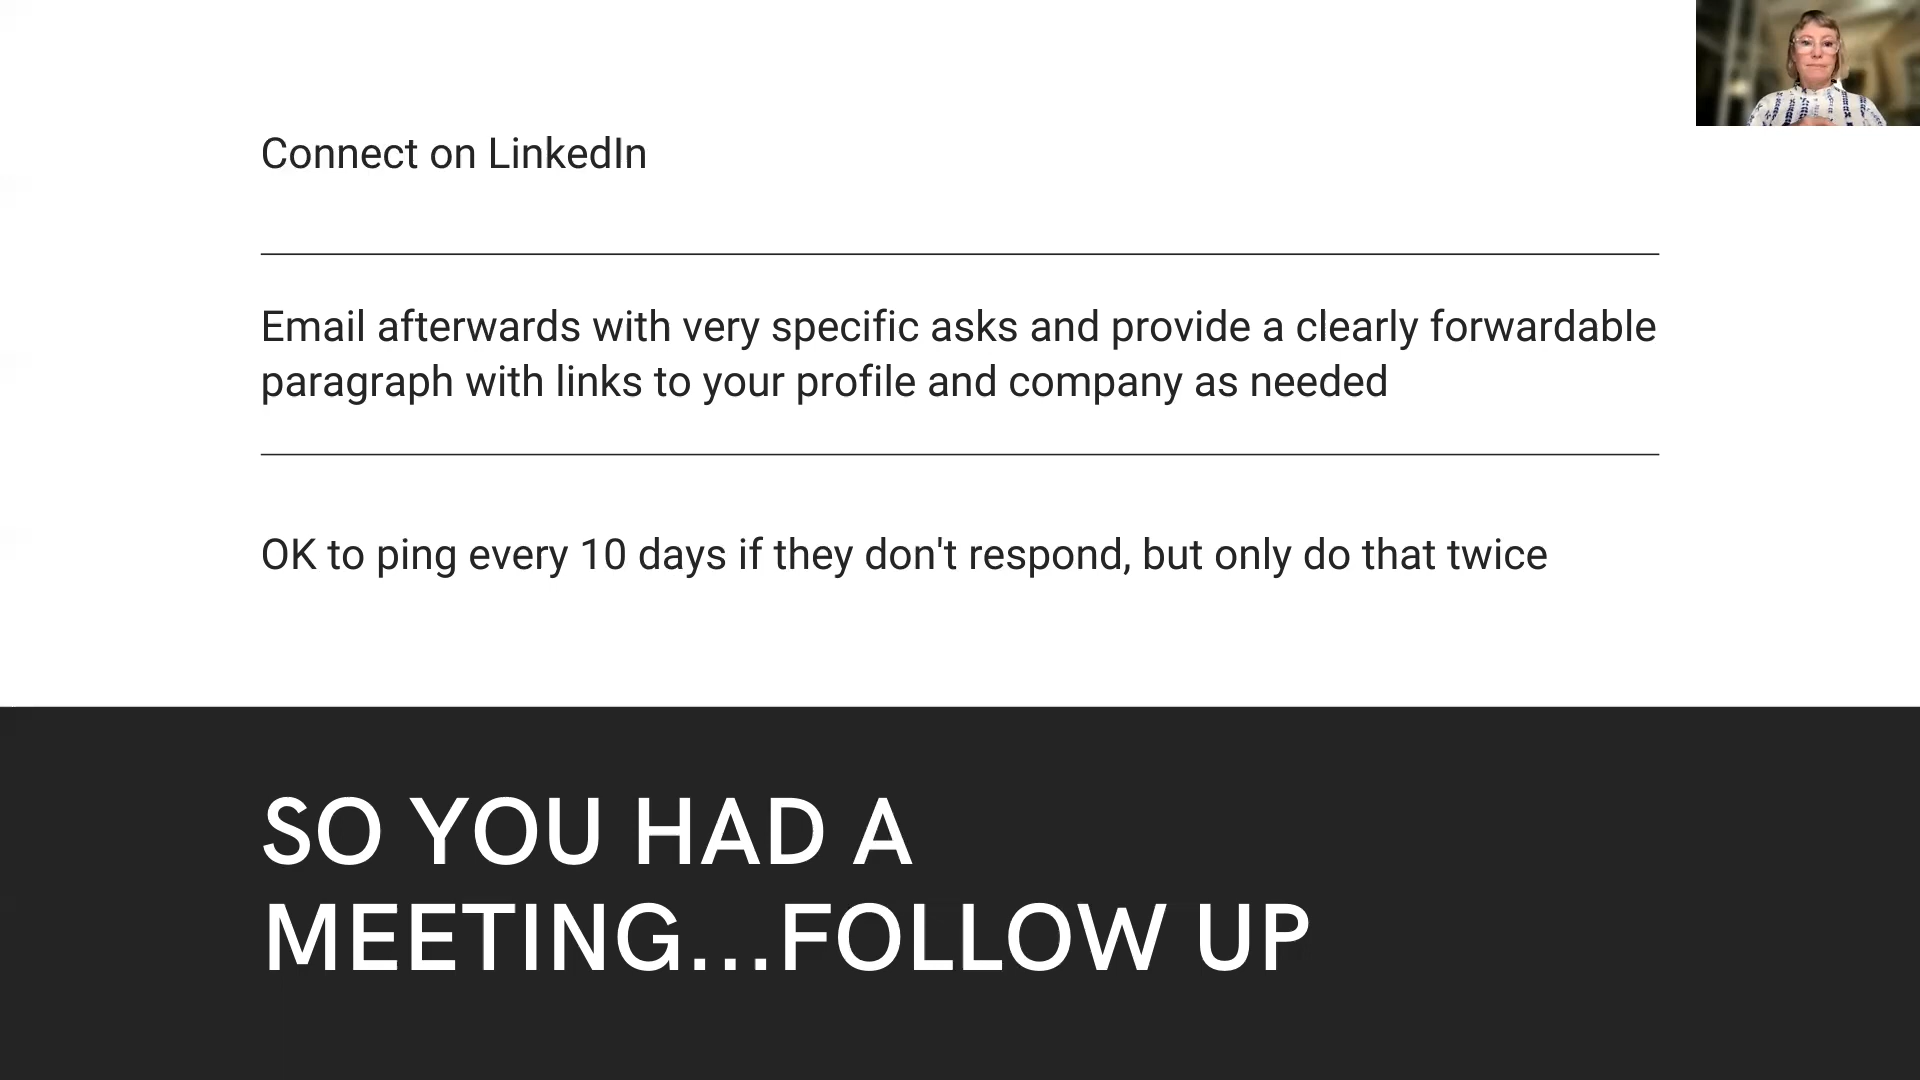 Connect on LinkedIn
Email afterwards with very specific asks and provide a clearly forwardable
paragraph with links to your profile and company as needed
OK to ping every 10 days if they don't respond, but only do that twice
SO YOU HAD A
MEETING...FOLLOW UP